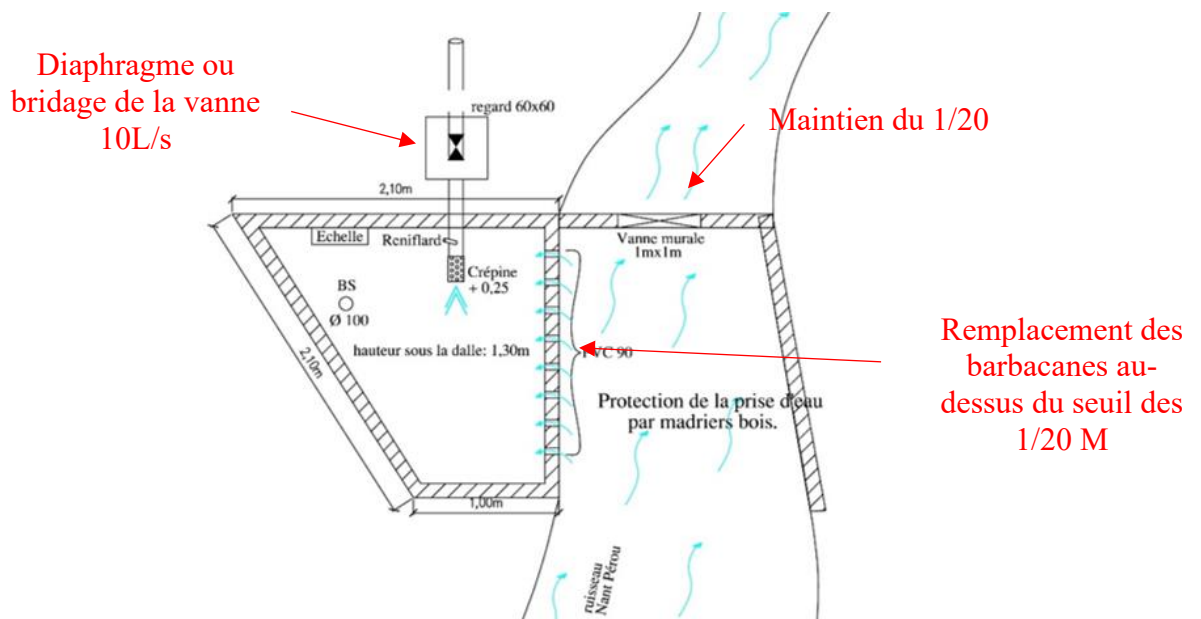 Diaphragme ou
bridage de la vanne
10L/s
regard 60x60
Maintien du 1/20
2,10m
Echelle
Reniflard
Vanne murale
1mx1m
Crépine
+ 0,25
BS
Ø 100
hauteur sous la dalle: 1,30m
VC 90
2,10m
Remplacement des
barbacanes au-
dessus du seuil des
1/20 M
Protection de la prise d'eau
par madriers bois.
1,00m
ruisseau
Nant Pérou